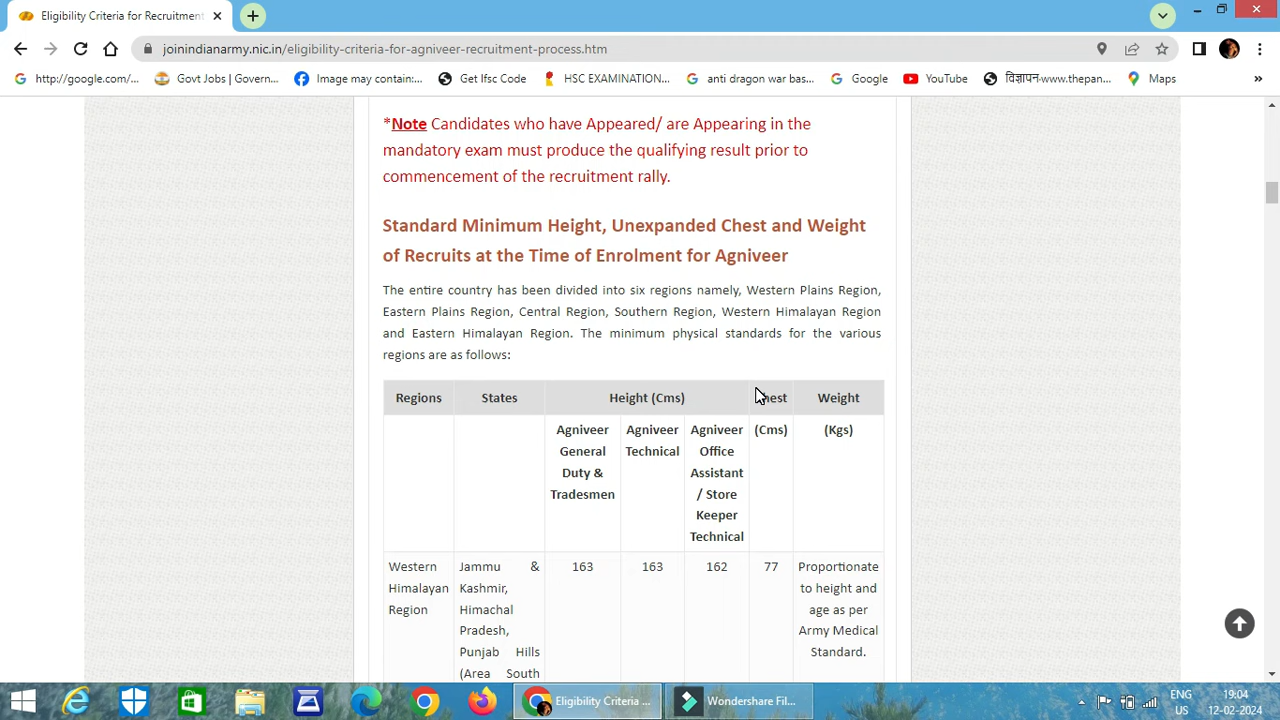 Eligibility Criteria for Recruitment
joinindianarmy.nic.in/eligibility-criteria-for-agniveer-recruitment-process.htm
http://google.com/... Govt Jobs | Govern... Image may contain:... Get Ifsc Code HSC EXAMINATION... anti dragon war bas... Google YouTube विज्ञापन-www.thepan... Maps »
*Note Candidates who have Appeared/ are Appearing in the
mandatory exam must produce the qualifying result prior to
commencement of the recruitment rally.
Standard Minimum Height, Unexpanded Chest and Weight
of Recruits at the Time of Enrolment for Agniveer
The entire country has been divided into six regions namely, Western Plains Region,
Eastern Plains Region, Central Region, Southern Region, Western Himalayan Region
and Eastern Himalayan Region. The minimum physical standards for the various
regions are as follows:
Regions States Height (Cms) hest Weight
Agniveer Agniveer Agniveer (Cms) (Kgs)
General Technical Office
Duty & Assistant
Tradesmen / Store
Keeper
Technical
Western Jammu & 163 163 162 77 Proportionate
Himalayan Kashmir, to height and
Region Himachal age as per
Pradesh, Army Medical
Punjab Hills Standard.
(Area South
Eligibility Criteria ... Wondershare Fil... ENG 19:04
US 12-02-2024